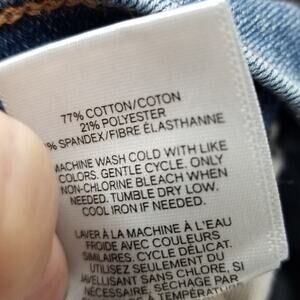 77% COTTON/COTON
21% POLYESTER
% SPANDEX/FIBRE ÉLASTHANNE
MACHINE WASH COLD WITH LIKE
COLORS. GENTLE CYCLE. ONLY
NON-CHLORINE BLEACH WHEN
NEEDED. TUMBLE DRY LOW.
COOL IRON IF NEEDED.
LAVER À LA MACHINE À L'EAU
FROIDE AVEC COULEURS
SIMILAIRES. CYCLE DÉLICAT.
UTILISEZ SEULEMENT DU
JAVELLISANT SANS CHLORE, SI
NÉCESSAIRE. SÉCHAGE PAR